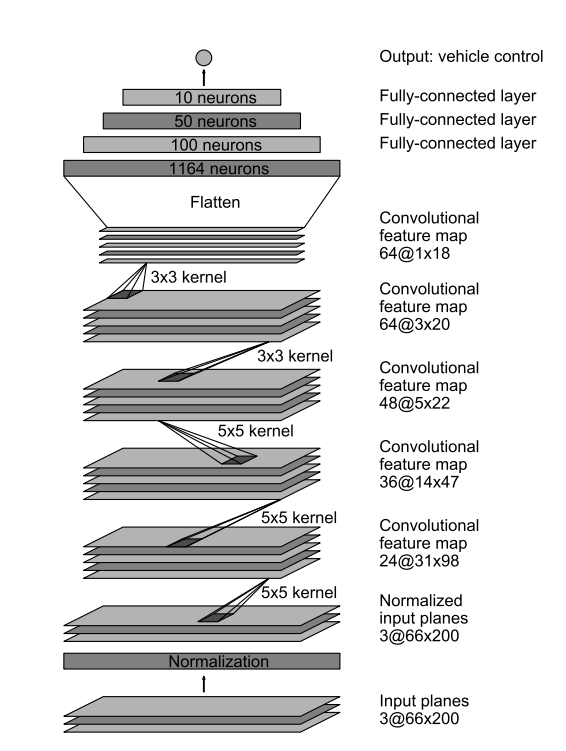 Output: vehicle control
10 neurons
Fully-connected layer
50 neurons
Fully-connected layer
100 neurons
Fully-connected layer
1164 neurons
Flatten
Convolutional
feature map
64@1x18
3x3 kernel
Convolutional
feature map
64@3x20
3x3 kernel
Convolutional
feature map
48@5x22
5x5 kernel
Convolutional
feature map
36@14x47
5x5 kernel
Convolutional
feature map
24@31x98
5x5 kernel
Normalized
input planes
3@66x200
Normalization
Input planes
3@66x200